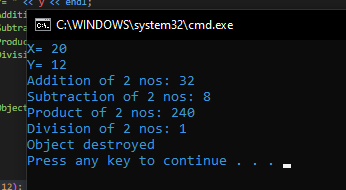 = " << y << endl;
Additi
Subtra
Produc
Divisi
Object
12);
C:\WINDOWS\system32\cmd.exe
X= 20
Y= 12
Addition of 2 nos: 32
Subtraction of 2 nos: 8
Product of 2 nos: 240
Division of 2 nos: 1
Object destroyed
Press any key to continue . . .